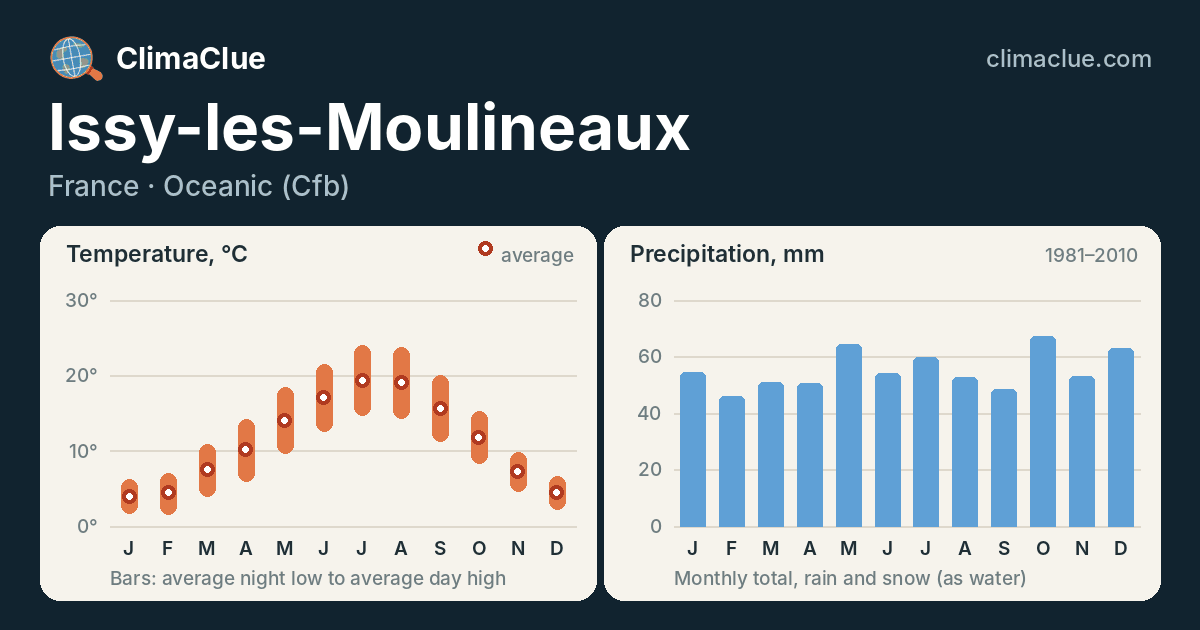 ClimaClue
climaclue.com
Issy-les-Moulineaux
France · Oceanic (Cfb)
Temperature, °C
average
30°
20°
10°
0°
J F M A M J J A S O N D
Bars: average night low to average day high
Precipitation, mm
1981–2010
80
60
40
20
0
J F M A M J J A S O N D
Monthly total, rain and snow (as water)